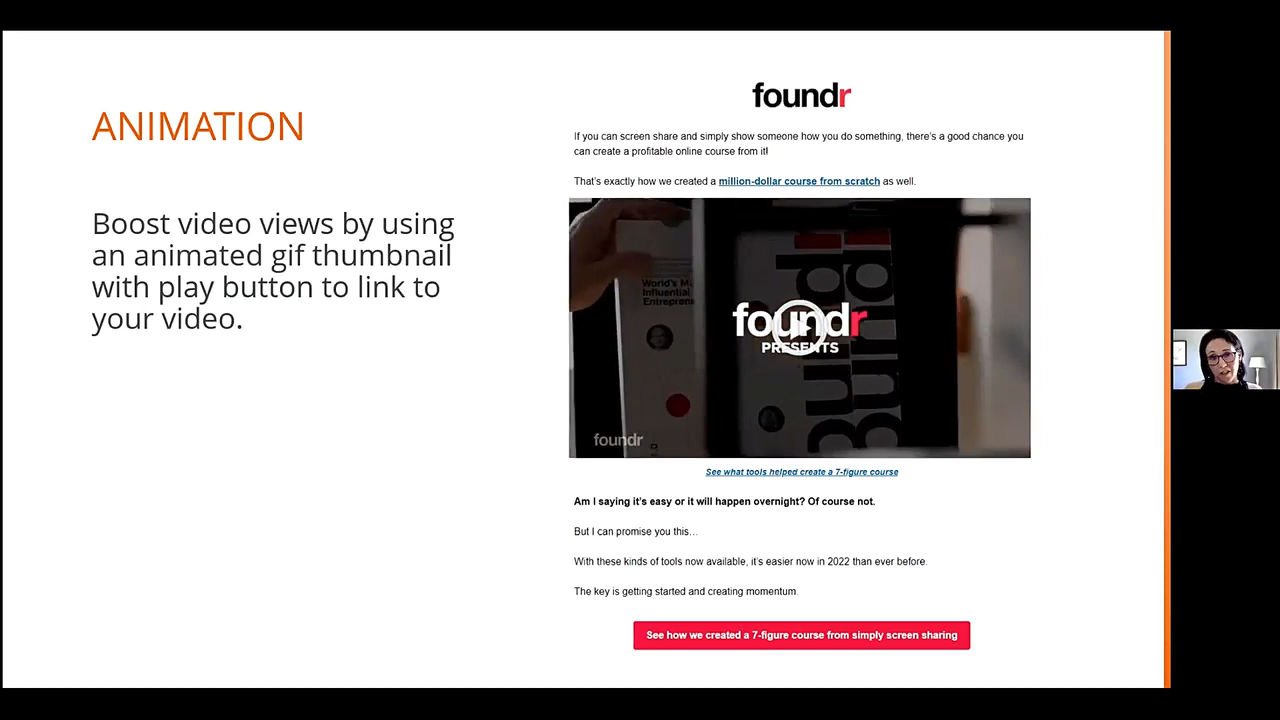 ANIMATION
Boost video views by using
an animated gif thumbnail
with play button to link to
your video.
foundr
If you can screen share and simply show someone how you do something, there's a good chance you
can create a profitable online course from it!
That's exactly how we created a million-dollar course from scratch as well.
World's M
Influential
Entrepren
foundr
PRESENTS
foundr
See what tools helped create a 7-figure course
Am I saying it's easy or it will happen overnight? Of course not.
But I can promise you this…
With these kinds of tools now available, it's easier now in 2022 than ever before.
The key is getting started and creating momentum.
See how we created a 7-figure course from simply screen sharing